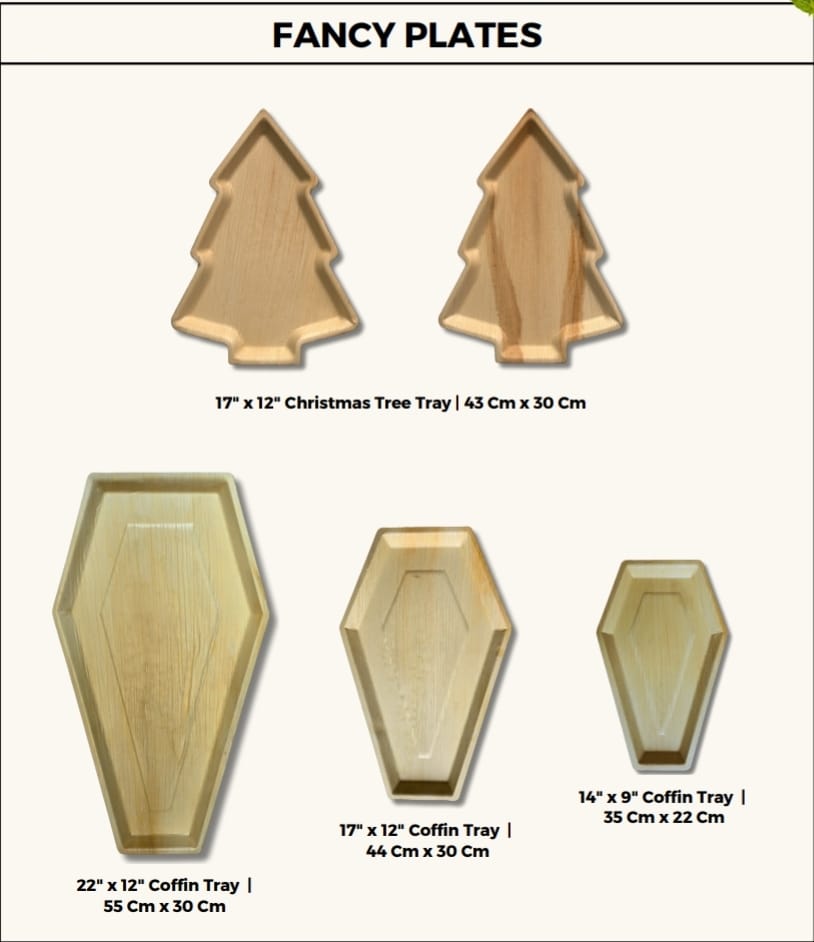 FANCY PLATES
17" x 12" Christmas Tree Tray | 43 Cm x 30 Cm
22" x 12" Coffin Tray |
55 Cm x 30 Cm
17" x 12" Coffin Tray |
44 Cm x 30 Cm
14" x 9" Coffin Tray |
35 Cm x 22 Cm